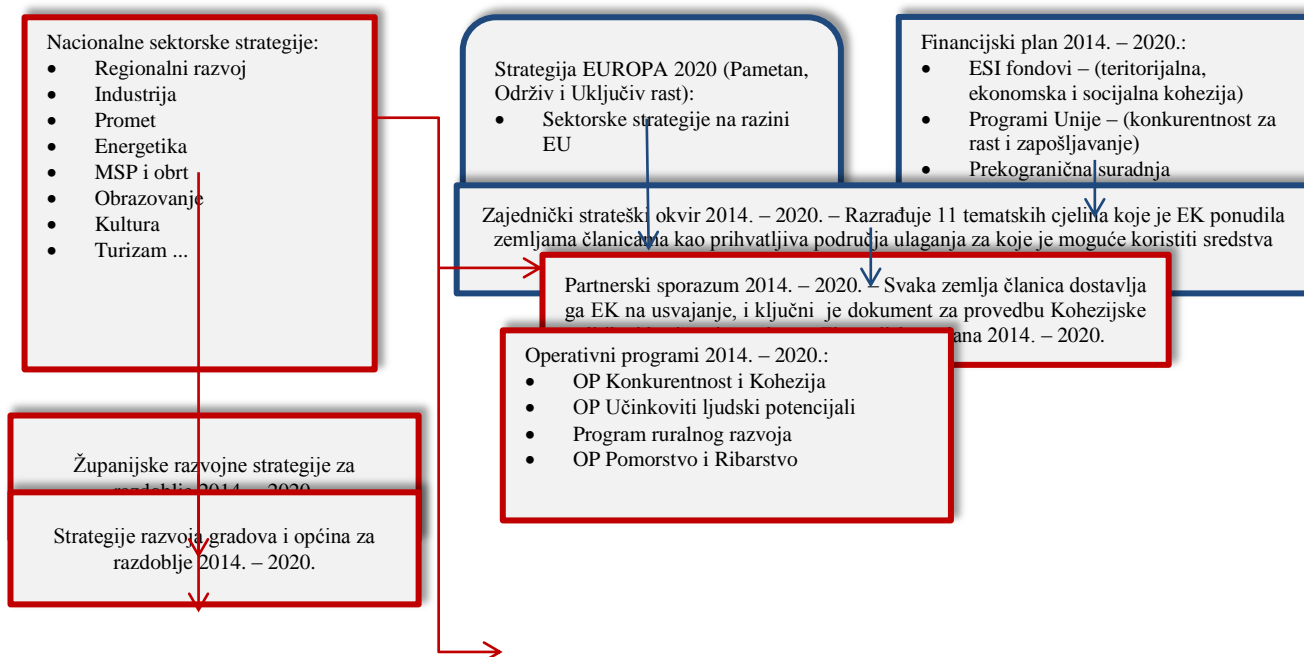 Nacionalne sektorske strategije:
• Regionalni razvoj
• Industrija
• Promet
• Energetika
• MSP i obrt
• Obrazovanje
• Kultura
• Turizam ...
Strategija EUROPA 2020 (Pametan,
Održiv i Uključiv rast):
• Sektorske strategije na razini
EU
Financijski plan 2014. – 2020.:
• ESI fondovi – (teritorijalna,
ekonomska i socijalna kohezija)
• Programi Unije – (konkurentnost za
rast i zapošljavanje)
• Prekogranična suradnja
Zajednički strateški okvir 2014. – 2020. – Razrađuje 11 tematskih cjelina koje je EK ponudila
zemljama članicama kao prihvatljiva područja ulaganja za koje je moguće koristiti sredstva
Partnerski sporazum 2014. – 2020. – Svaka zemlja članica dostavlja
ga EK na usvajanje, i ključni je dokument za provedbu Kohezijske
2014. – 2020.
Operativni programi 2014. – 2020.:
• OP Konkurentnost i Kohezija
• OP Učinkoviti ljudski potencijali
• Program ruralnog razvoja
• OP Pomorstvo i Ribarstvo
Županijske razvojne strategije za
razdoblje 2014. – 2020.
Strategije razvoja gradova i općina za
razdoblje 2014. – 2020.